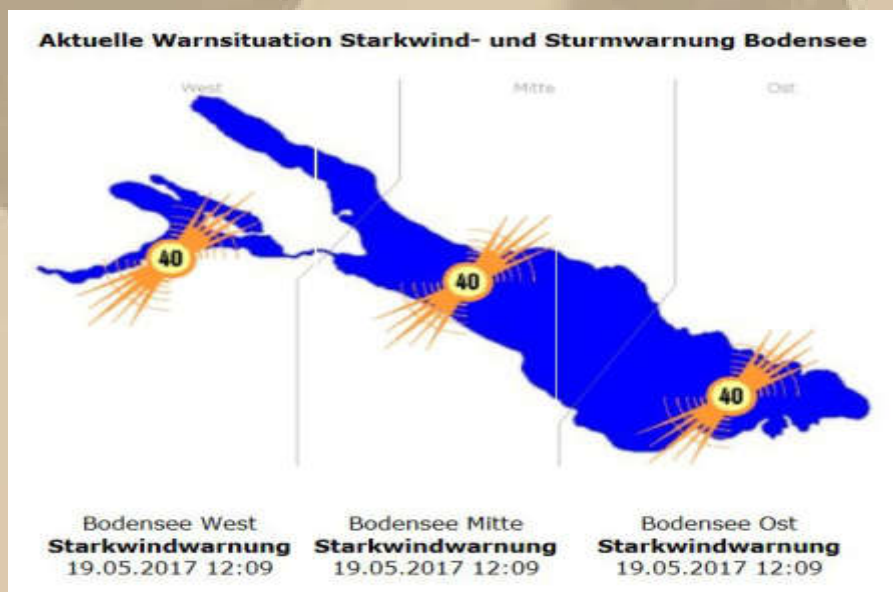 Aktuelle Warnsituation Starkwind- und Sturmwarnung Bodensee
West Mitte Ost
40
40
40
Bodensee West
Starkwindwarnung
19.05.2017 12:09
Bodensee Mitte
Starkwindwarnung
19.05.2017 12:09
Bodensee Ost
Starkwindwarnung
19.05.2017 12:09